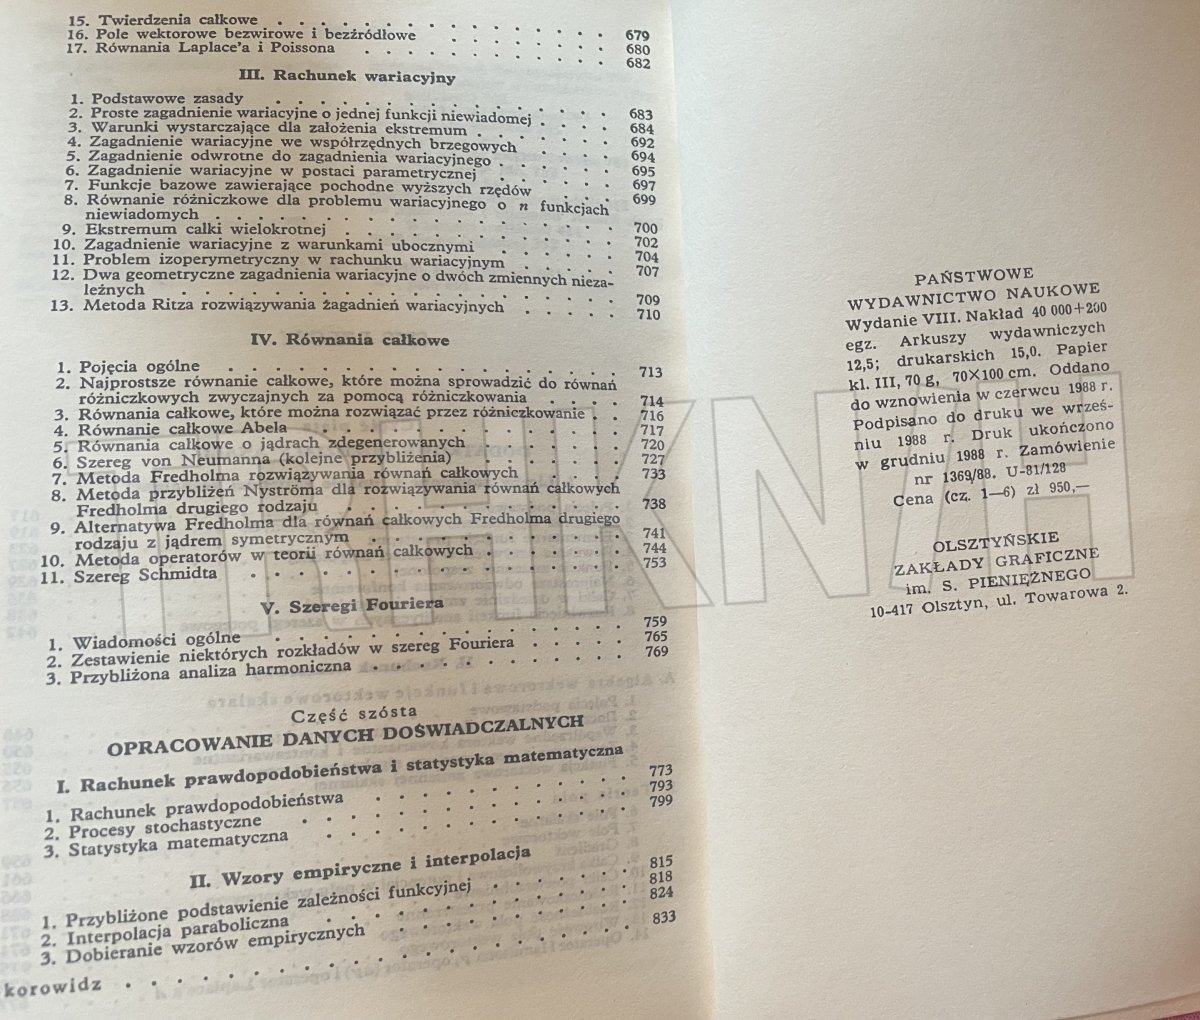 15. Twierdzenia całkowe . . . . . . . . . . . . . . . 679
16. Pole wektorowe bezwirowe i bezźródłowe . . . . . . . 680
17. Równania Laplace'a i Poissona . . . . . . . . . . . 682
III. Rachunek wariacyjny
1. Podstawowe zasady . . . . . . . . . . . . . . . 683
2. Proste zagadnienie wariacyjne o jednej funkcji niewiadomej . . . . 684
3. Warunki wystarczające dla założenia ekstremum . . . . . . . 692
4. Zagadnienie wariacyjne we współrzędnych brzegowych . . . . . 694
5. Zagadnienie odwrotne do zagadnienia wariacyjnego . . . . . . 695
6. Zagadnienie wariacyjne w postaci parametrycznej . . . . . . 697
7. Funkcje bazowe zawierające pochodne wyższych rzędów . . . . 699
8. Równanie różniczkowe dla problemu wariacyjnego o n funkcjach
niewiadomych . . . . . . . . . . . . . . . . . 700
9. Ekstremum całki wielokrotnej . . . . . . . . . . . . 702
10. Zagadnienie wariacyjne z warunkami ubocznymi . . . . . . 704
11. Problem izoperymetryczny w rachunku wariacyjnym . . . . . 707
12. Dwa geometryczne zagadnienia wariacyjne o dwóch zmiennych nieza-
leżnych . . . . . . . . . . . . . . . . . . . 709
13. Metoda Ritza rozwiązywania żagadnień wariacyjnych . . . . . 710
IV. Równania całkowe
1. Pojęcia ogólne . . . . . . . . . . . . . . . . . 713
2. Najprostsze równanie całkowe, które można sprowadzić do równań
różniczkowych zwyczajnych za pomocą różniczkowania . . . . 714
3. Równania całkowe, które można rozwiązać przez różniczkowanie . . 716
4. Równanie całkowe Abela . . . . . . . . . . . . . . 717
5. Równania całkowe o jądrach zdegenerowanych . . . . . . . 720
6. Szereg von Neumanna (kolejne przybliżenia) . . . . . . . 727
7. Metoda Fredholma rozwiązywania równań całkowych . . . . . 733
8. Metoda przybliżeń Nyströma dla rozwiązywania równań całkowych
Fredholma drugiego rodzaju . . . . . . . . . . . . 738
9. Alternatywa Fredholma dla równań całkowych Fredholma drugiego
rodzaju z jądrem symetrycznym . . . . . . . . . . . 741
10. Metoda operatorów w teorii równań całkowych . . . . . . . 744
11. Szereg Schmidta . . . . . . . . . . . . . . . . 753
V. Szeregi Fouriera
1. Wiadomości ogólne . . . . . . . . . . . . . . . 759
2. Zestawienie niektórych rozkładów w szereg Fouriera . . . . . 765
3. Przybliżona analiza harmoniczna . . . . . . . . . . . 769
Część szósta
OPRACOWANIE DANYCH DOŚWIADCZALNYCH
I. Rachunek prawdopodobieństwa i statystyka matematyczna
1. Rachunek prawdopodobieństwa . . . . . . . . . . . 773
2. Procesy stochastyczne . . . . . . . . . . . . . . 793
3. Statystyka matematyczna . . . . . . . . . . . . . 799
II. Wzory empiryczne i interpolacja
1. Przybliżone podstawienie zależności funkcyjnej . . . . . . . 815
2. Interpolacja paraboliczna . . . . . . . . . . . . . 818
3. Dobieranie wzorów empirycznych . . . . . . . . . . 824
korowidz . . . . . . . . . . . . . . . . . . . 833
PAŃSTWOWE
WYDAWNICTWO NAUKOWE
Wydanie VIII. Nakład 40 000+200
egz. Arkuszy wydawniczych
12,5; drukarskich 15,0. Papier
kl. III, 70 g, 70×100 cm. Oddano
do wznowienia w czerwcu 1988 r.
Podpisano do druku we wrześ-
niu 1988 r. Druk ukończono
w grudniu 1988 r. Zamówienie
nr 1369/88. U-81/128
Cena (cz. 1—6) zł 950,—
OLSZTYŃSKIE
ZAKŁADY GRAFICZNE
im. S. PIENIĘŻNEGO
10-417 Olsztyn, ul. Towarowa 2.